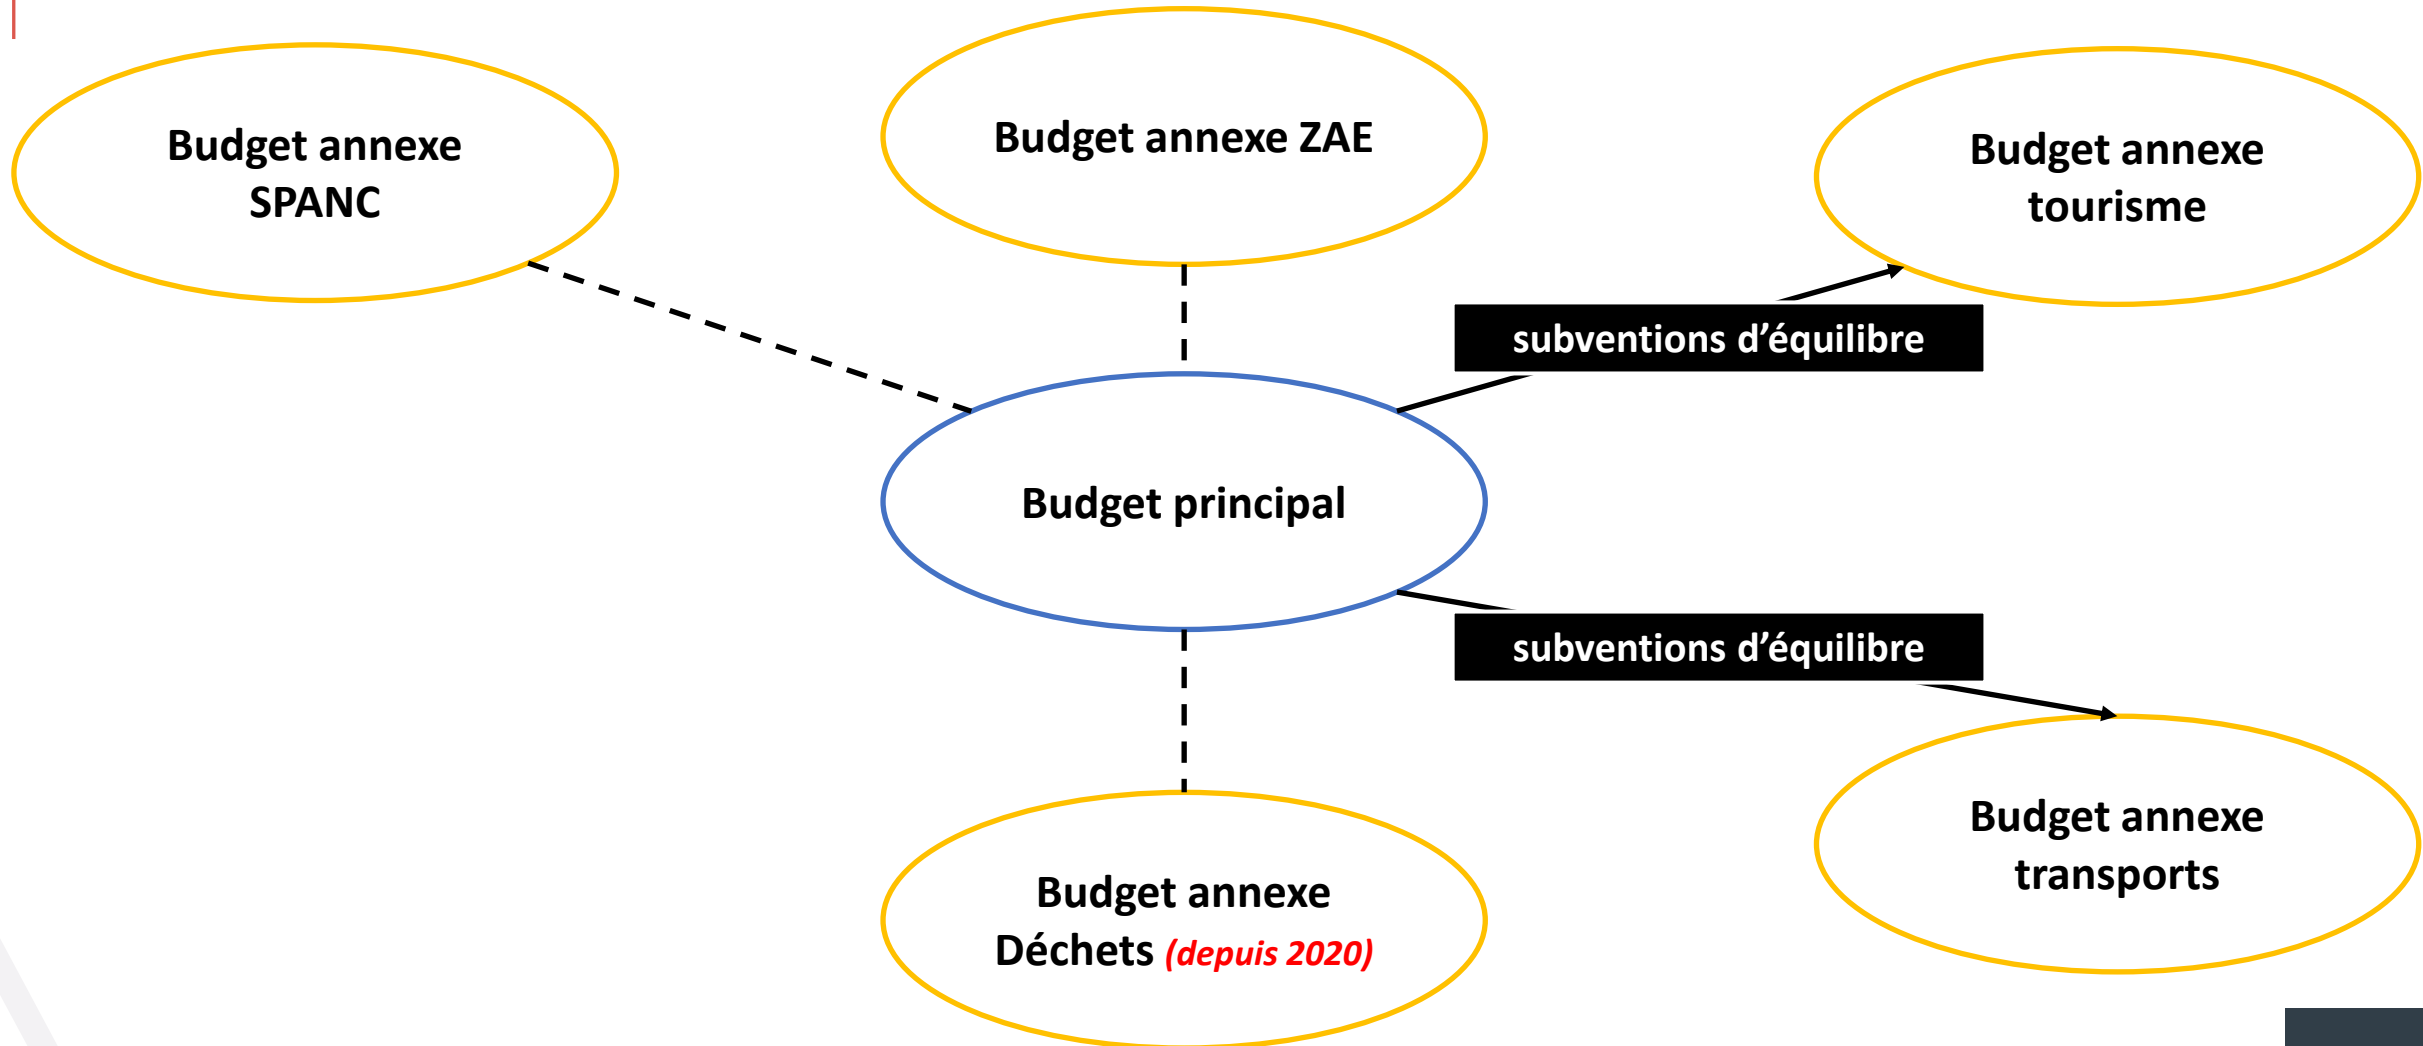 Budget annexe
SPANC
Budget annexe ZAE
Budget annexe
tourisme
subventions d’équilibre
Budget principal
subventions d’équilibre
Budget annexe
transports
Budget annexe
Déchets (depuis 2020)